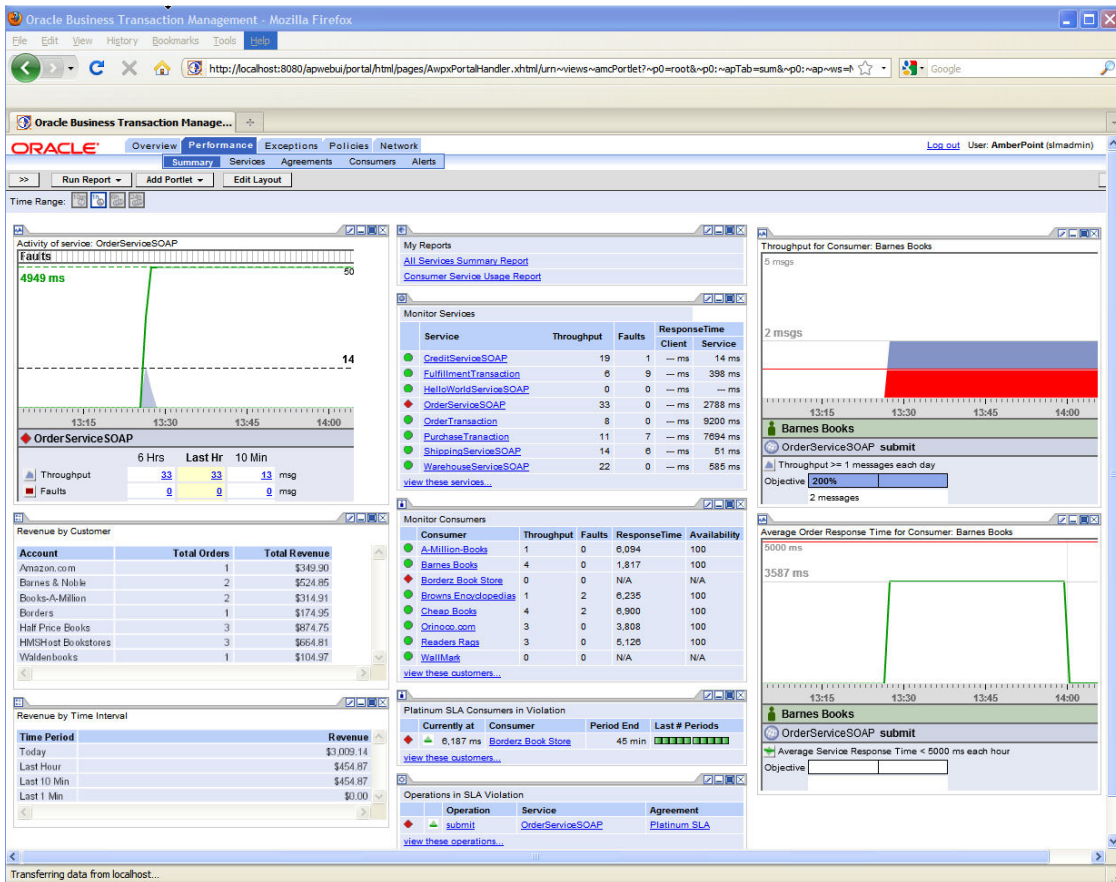 Oracle Business Transaction Management - Mozilla Firefox
File Edit View History Bookmarks Tools Help
http://localhost:8080/apwebui/portal/html/pages/AwpxPortalHandler.xhtml/urn~views~amcPortlet?~p0=root&~p0:~apTab=sum&~p0:~ap~ws=
Google
Oracle Business Transaction Manage...
ORACLE
Overview Performance Exceptions Policies Network
Log out User: AmberPoint (slmadmin)
Summary Services Agreements Consumers Alerts
>> Run Report Add Portlet Edit Layout
Time Range:
Activity of service: OrderServiceSOAP
Faults
4949 ms
50
14
13:15 13:30 13:45 14:00
OrderServiceSOAP
6 Hrs Last Hr 10 Min
Throughput 33 33 13 msg
Faults 0 0 0 msg
Revenue by Customer
Account Total Orders Total Revenue
Amazon.com 1 $349.90
Barnes & Noble 2 $524.85
Books-A-Million 2 $314.91
Borders 1 $174.95
Half Price Books 3 $874.75
HMSHost Bookstores 3 $664.81
Waldenbooks 1 $104.97
Revenue by Time Interval
Time Period Revenue
Today $3,009.14
Last Hour $454.87
Last 10 Min $454.87
Last 1 Min $0.00
My Reports
All Services Summary Report
Consumer Service Usage Report
Monitor Services
Service Throughput Faults ResponseTime
Client Service
CreditServiceSOAP 19 1 --- ms 14 ms
FulfillmentTransaction 6 9 --- ms 398 ms
HelloWorldServiceSOAP 0 0 --- ms --- ms
OrderServiceSOAP 33 0 --- ms 2788 ms
OrderTransaction 8 0 --- ms 9200 ms
PurchaseTranaction 11 7 --- ms 7694 ms
ShippingServiceSOAP 14 6 --- ms 51 ms
WarehouseServiceSOAP 22 0 --- ms 585 ms
view these services...
Monitor Consumers
Consumer Throughput Faults ResponseTime Availability
A-Million-Books 1 0 6,094 100
Barnes Books 4 0 1,817 100
Borderz Book Store 0 0 N/A N/A
Browns Encyclopedias 1 2 6,235 100
Cheap Books 4 2 6,900 100
Orinoco.com 3 0 3,808 100
Readers Rags 3 0 5,126 100
WallMark 0 0 N/A N/A
view these customers...
Platinum SLA Consumers in Violation
Currently at Consumer Period End Last # Periods
6,187 ms Borderz Book Store 45 min
view these customers...
Operations in SLA Violation
Operation Service Agreement
submit OrderServiceSOAP Platinum SLA
view these operations...
Throughput for Consumer: Barnes Books
5 msgs
2 msgs
13:15 13:30 13:45 14:00
Barnes Books
OrderServiceSOAP submit
Throughput >= 1 messages each day
Objective 200%
2 messages
Average Order Response Time for Consumer: Barnes Books
5000 ms
3587 ms
13:15 13:30 13:45 14:00
Barnes Books
OrderServiceSOAP submit
Average Service Response Time < 5000 ms each hour
Objective
Transferring data from localhost...